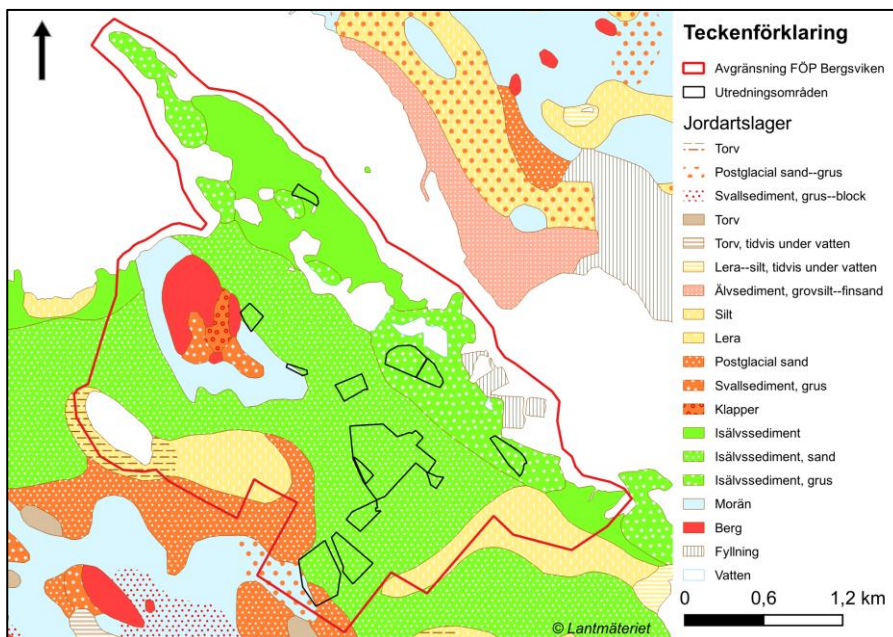 Teckenförklaring
Avgränsning FÖP Bergsviken
Utredningsområden
Jordartslager
Torv
Postglacial sand--grus
Svallsediment, grus--block
Torv
Torv, tidvis under vatten
Lera--silt, tidvis under vatten
Älvsediment, grovsilt--finsand
Silt
Lera
Postglacial sand
Svallsediment, grus
Klapper
Isälvssediment
Isälvssediment, sand
Isälvssediment, grus
Morän
Berg
Fyllning
Vatten
0 0,6 1,2 km
© Lantmäteriet